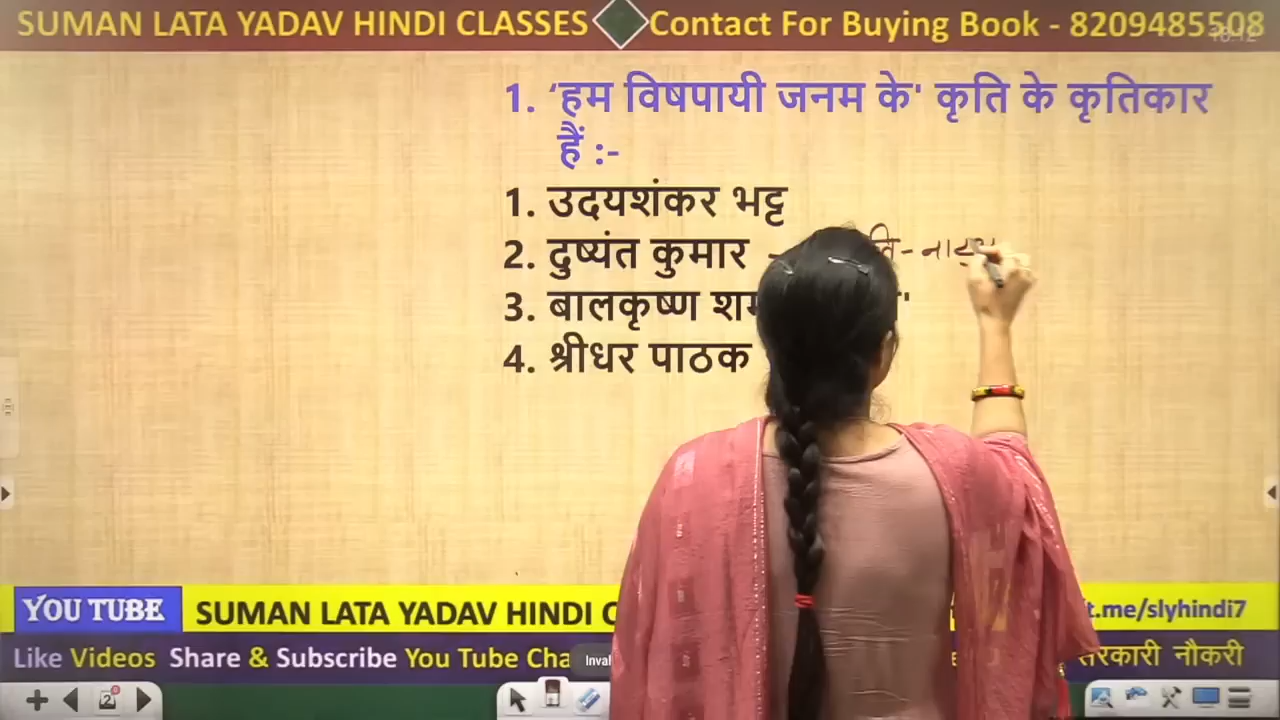 SUMAN LATA YADAV HINDI CLASSES Contact For Buying Book - 8209485508
1. ‘हम विषपायी जनम के' कृति के कृतिकार
हैं :-
1. उदयशंकर भट्ट
2. दुष्यंत कुमार -
3. बालकृष्ण
4. श्रीधर पाठक
YOU TUBE SUMAN LATA YADAV HINDI t.me/slyhindi7
Like Videos Share & Subscribe You Tube सरकारी नौकरी